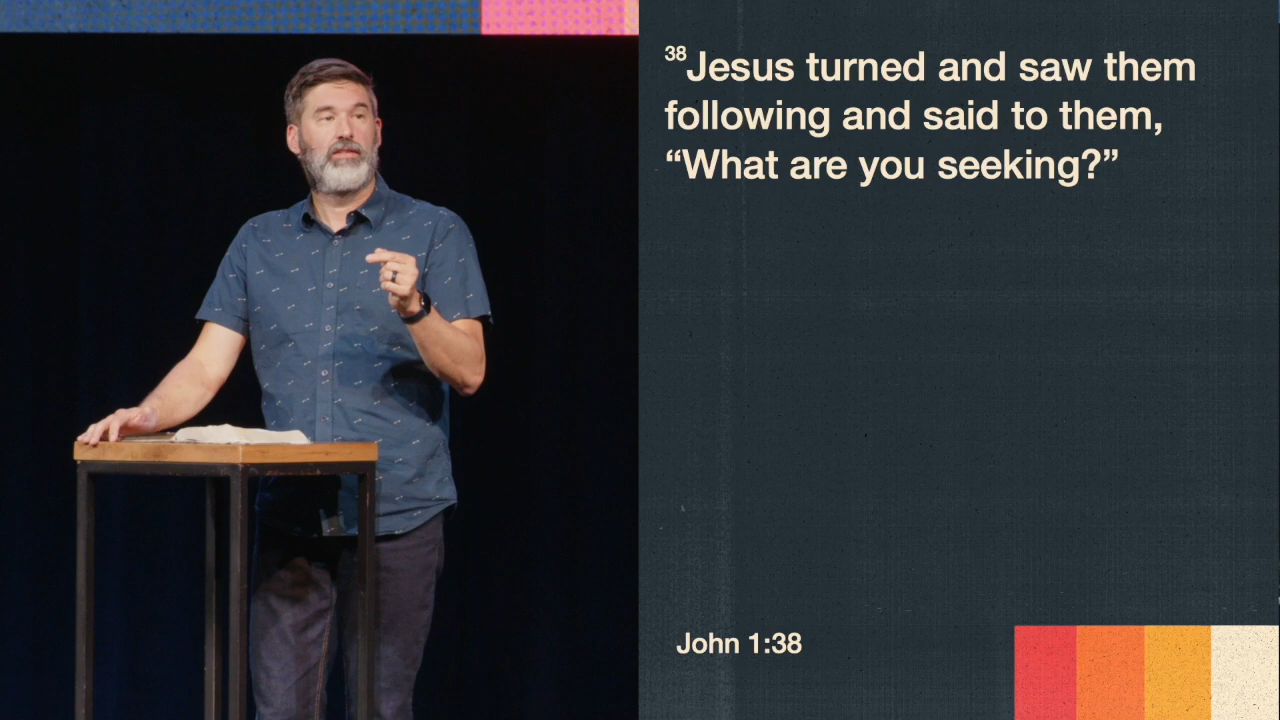 38Jesus turned and saw them
following and said to them,
“What are you seeking?”
John 1:38